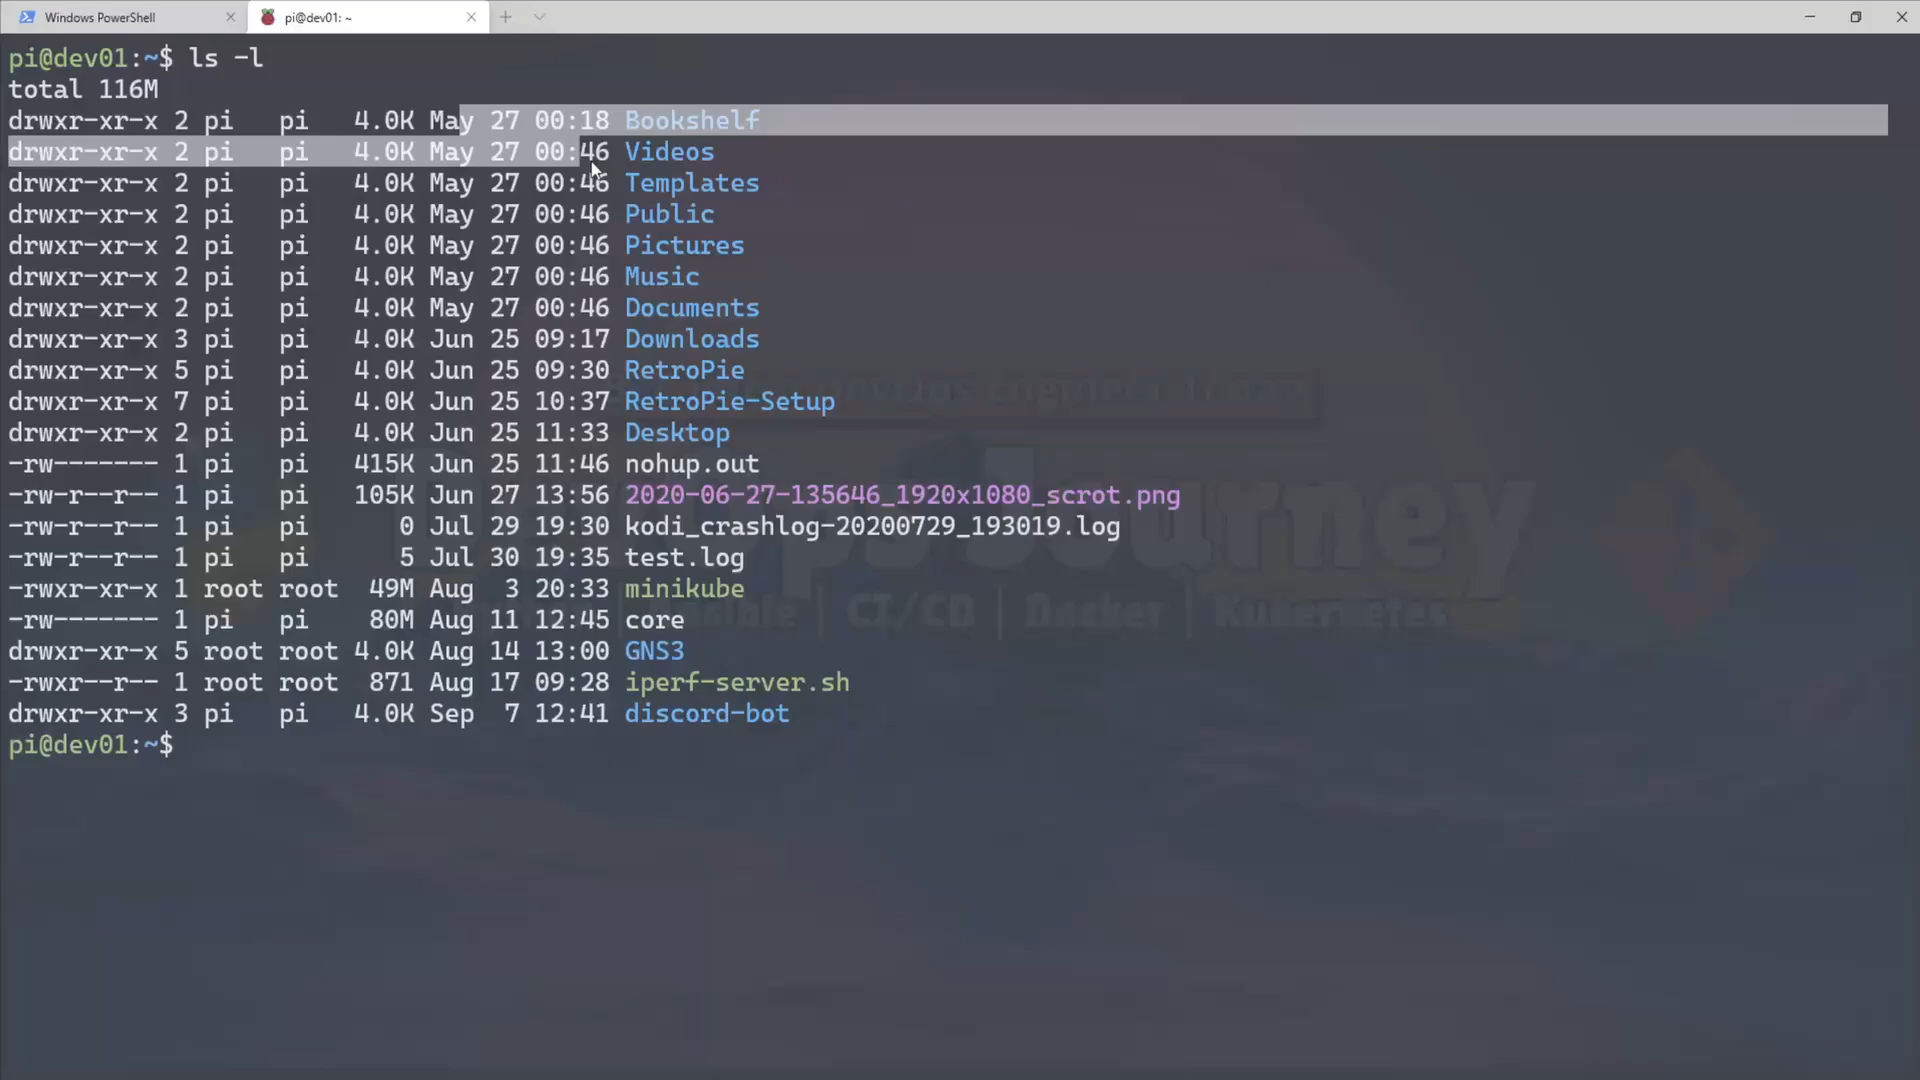 Windows PowerShell
pi@dev01: ~
pi@dev01:~$ ls -l
total 116M
drwxr-xr-x 2 pi   pi   4.0K May 27 00:18 Bookshelf
drwxr-xr-x 2 pi   pi   4.0K May 27 00:46 Videos
drwxr-xr-x 2 pi   pi   4.0K May 27 00:46 Templates
drwxr-xr-x 2 pi   pi   4.0K May 27 00:46 Public
drwxr-xr-x 2 pi   pi   4.0K May 27 00:46 Pictures
drwxr-xr-x 2 pi   pi   4.0K May 27 00:46 Music
drwxr-xr-x 2 pi   pi   4.0K May 27 00:46 Documents
drwxr-xr-x 3 pi   pi   4.0K Jun 25 09:17 Downloads
drwxr-xr-x 5 pi   pi   4.0K Jun 25 09:30 RetroPie
drwxr-xr-x 7 pi   pi   4.0K Jun 25 10:37 RetroPie-Setup
drwxr-xr-x 2 pi   pi   4.0K Jun 25 11:33 Desktop
-rw------- 1 pi   pi   415K Jun 25 11:46 nohup.out
-rw-r--r-- 1 pi   pi   105K Jun 27 13:56 2020-06-27-135646_1920x1080_scrot.png
-rw-r--r-- 1 pi   pi      0 Jul 29 19:30 kodi_crashlog-20200729_193019.log
-rw-r--r-- 1 pi   pi      5 Jul 30 19:35 test.log
-rwxr-xr-x 1 root root  49M Aug  3 20:33 minikube
-rw------- 1 pi   pi    80M Aug 11 12:45 core
drwxr-xr-x 5 root root 4.0K Aug 14 13:00 GNS3
-rwxr--r-- 1 root root  871 Aug 17 09:28 iperf-server.sh
drwxr-xr-x 3 pi   pi   4.0K Sep  7 12:41 discord-bot
pi@dev01:~$
Journey
| CI/CD | Docker | Kubernetes